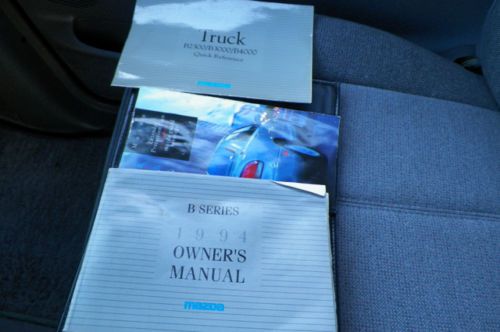 Truck
B2300/B3000/B4000
Quick Reference
mazda
B SERIES
1994
OWNER'S
MANUAL
mazda